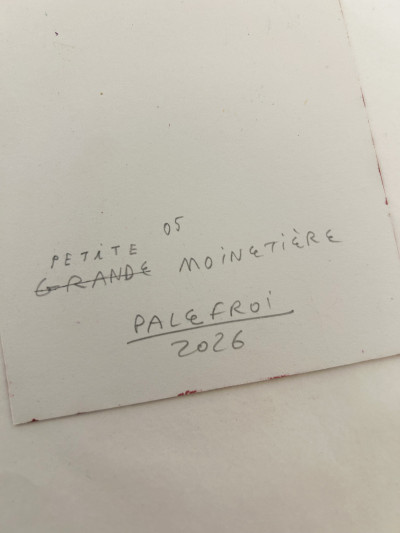 05
PETITE
~~GRANDE~~ MOINETIÈRE
PALEFROI
2026